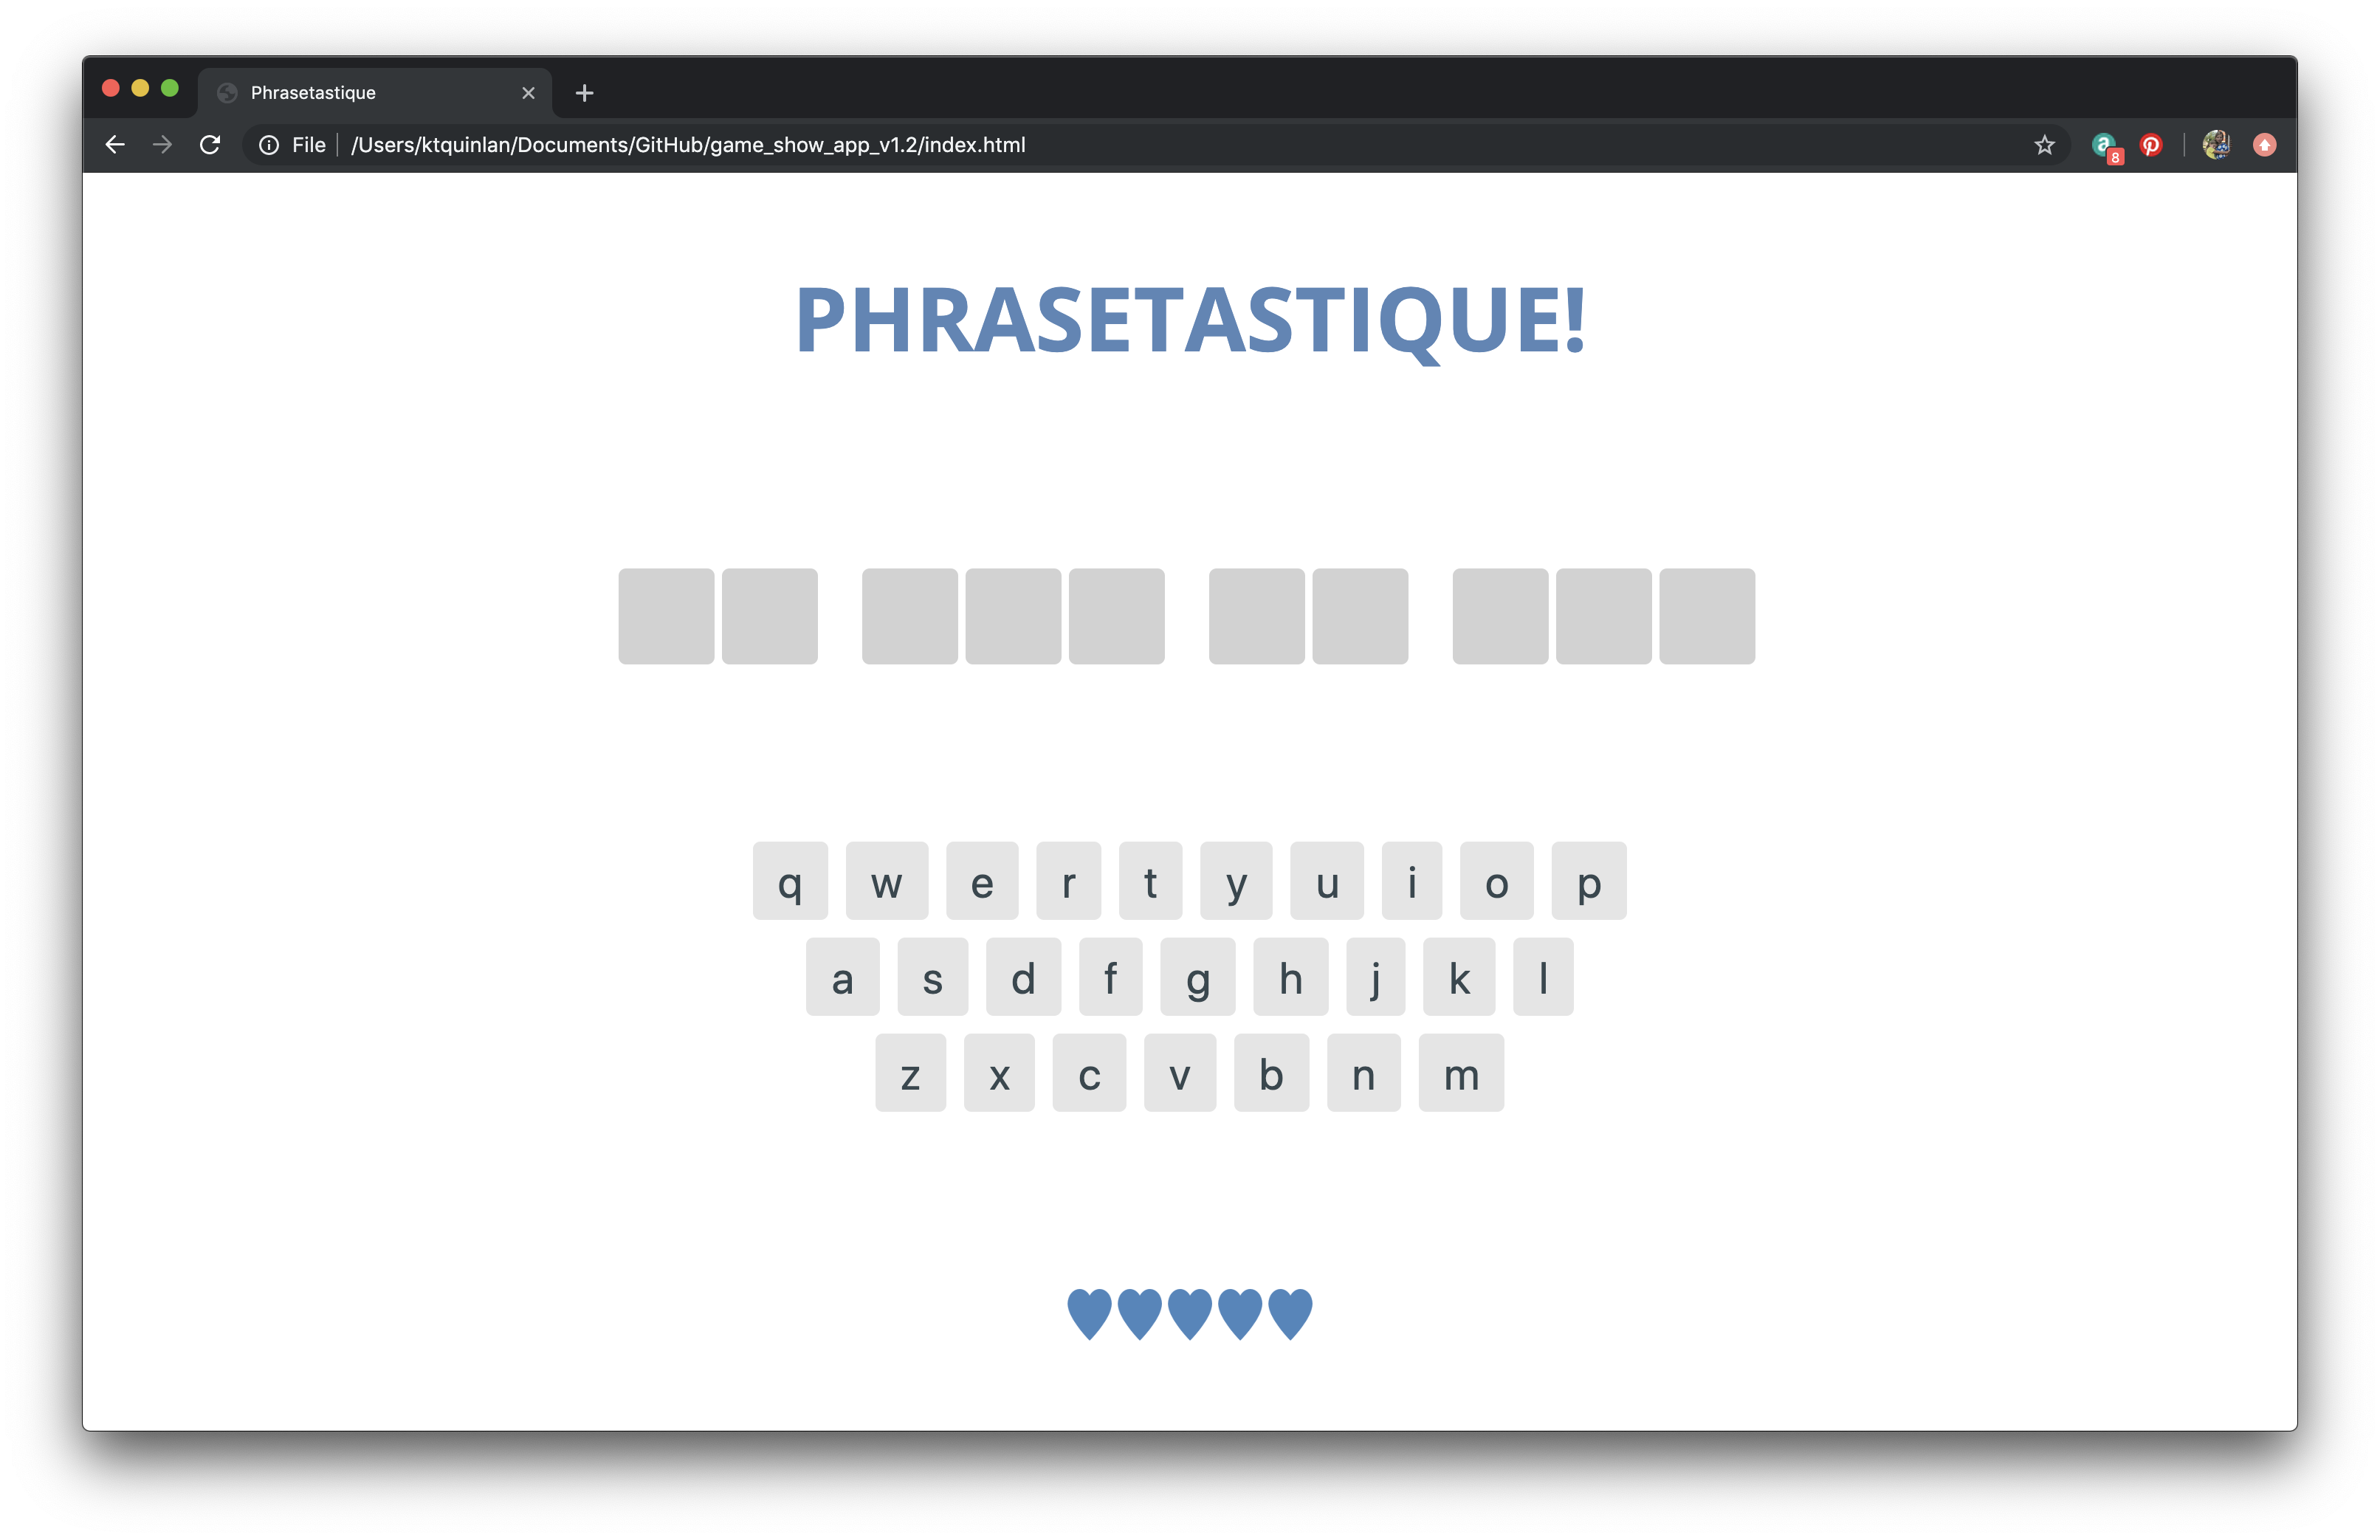 Phrasetastique
File /Users/ktquinlan/Documents/GitHub/game_show_app_v1.2/index.html
a 8
PHRASETASTIQUE!
q w e r t y u i o p
a s d f g h j k l
z x c v b n m